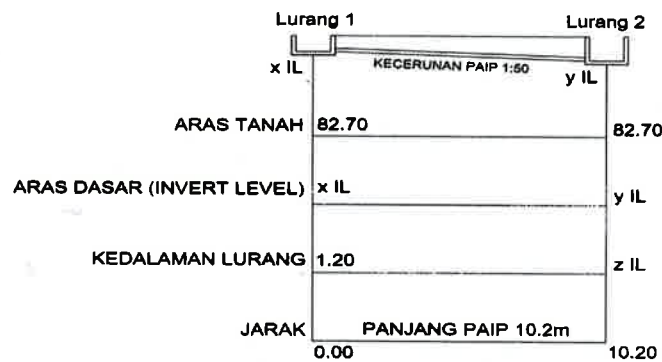 Lurang 1 Lurang 2
x IL KECERUNAN PAIP 1:50 y IL
ARAS TANAH 82.70 82.70
ARAS DASAR (INVERT LEVEL) x IL y IL
KEDALAMAN LURANG 1.20 z IL
JARAK PANJANG PAIP 10.2m
0.00 10.20